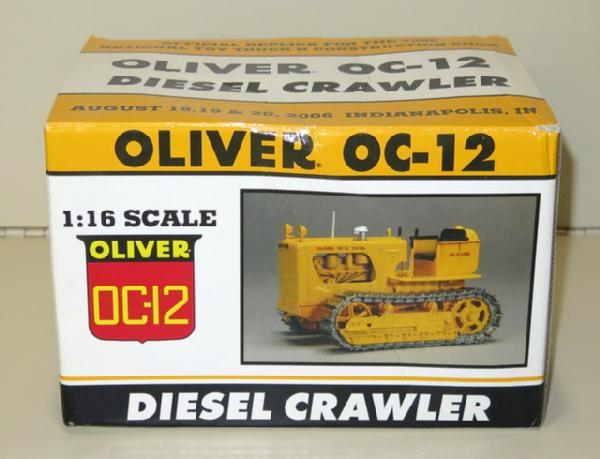 OFFICIAL REPLICA FOR THE 2006
NATIONAL TOY TRUCK N CONSTRUCTION SHOW
OLIVER OC-12
DIESEL CRAWLER
AUGUST 18,19 & 20, 2006 INDIANAPOLIS, IN
OLIVER OC-12
1:16 SCALE
OLIVER
OC-12
OLIVER
DIESEL CRAWLER